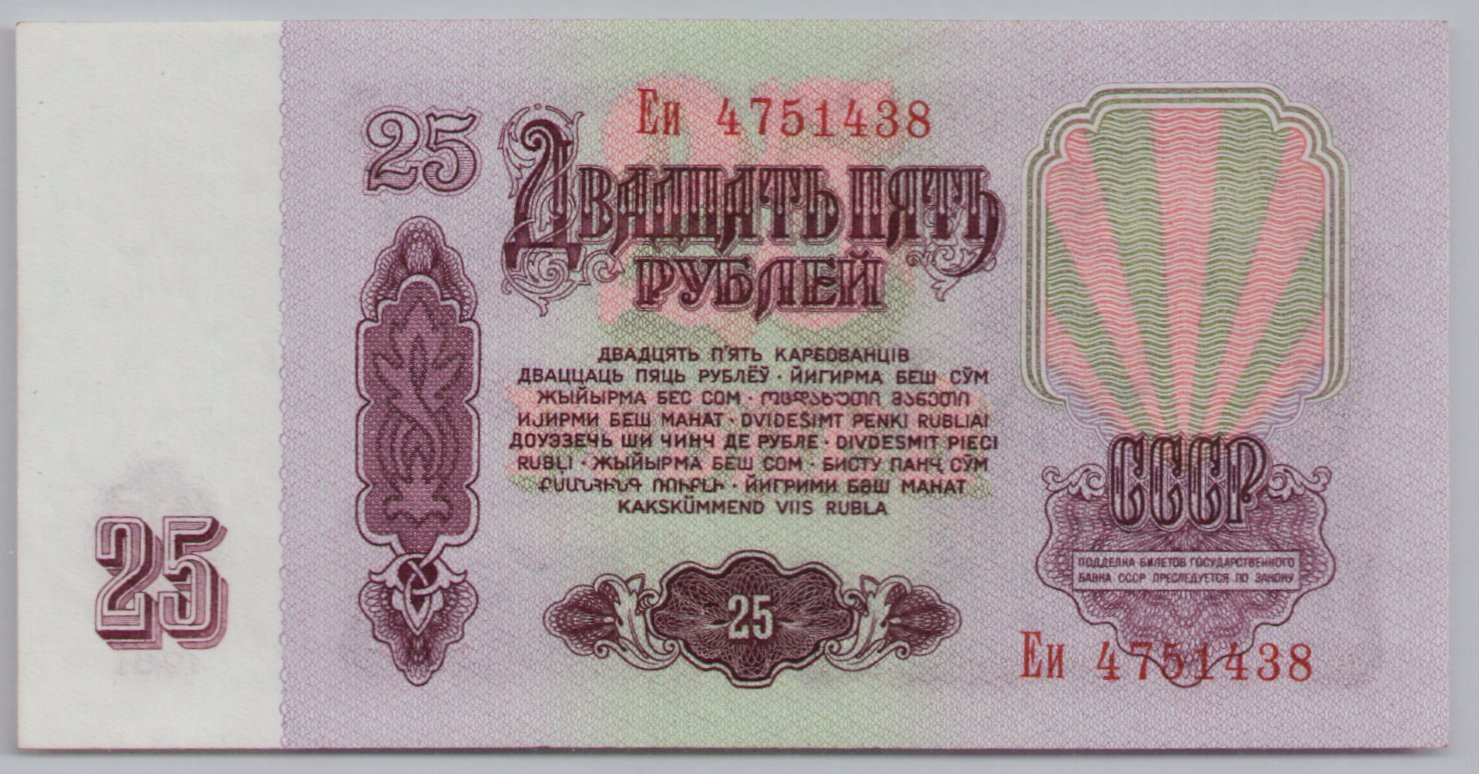 25
Еи 4751438
Двадцать пять
рублей
ДВАДЦЯТЬ П'ЯТЬ КАРБОВАНЦІВ
ДВАЦЦАЦЬ ПЯЦЬ РУБЛЁЎ · ЙИГИРМА БЕШ СЎМ
ЖЫЙЫРМА БЕС СОМ · ოცდახუთი მანეთი
ИЈИРМИ БЕШ МАНАТ · DVIDEŠIMT PENKI RUBLIAI
ДОУЭЗЕЧЬ ШИ ЧИНЧ ДЕ РУБЛЕ · DIVDESMIT PIECI
RUBĻI · ЖЫЙЫРМА БЕШ СОМ · БИСТУ ПАНҶ СЎМ
ՔՍԱՆՀԻՆԳ ՌՈՒԲԼԻ · ЙИГРИМИ БӘШ МАНАТ
KAKSKÜMMEND VIIS RUBLA
СССР
ПОДДЕЛКА БИЛЕТОВ ГОСУДАРСТВЕННОГО
БАНКА СССР ПРЕСЛЕДУЕТСЯ ПО ЗАКОНУ
25
25
Еи 4751438